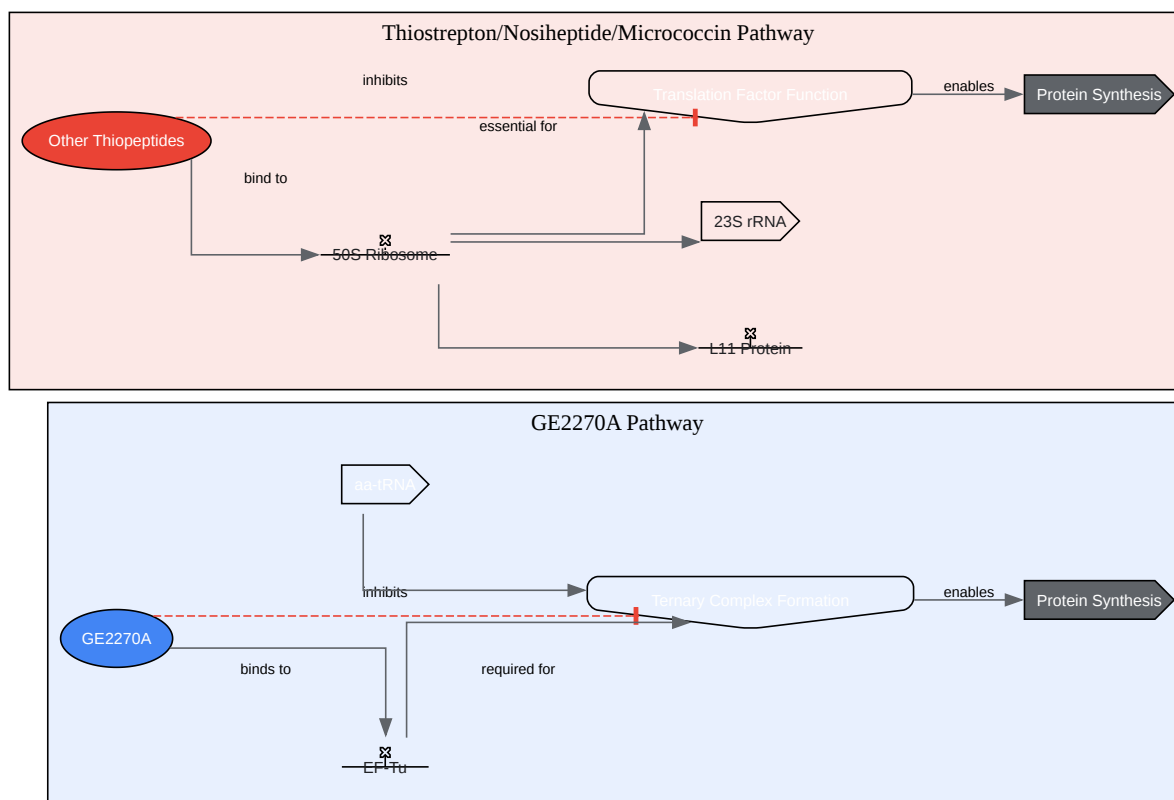 Thiostrepton/Nosiheptide/Micrococcin Pathway
inhibits
Translation Factor Function
enables
Protein Synthesis
Other Thiopeptides
essential for
bind to
23S rRNA
50S Ribosome
L11 Protein
GE2270A Pathway
aa-tRNA
inhibits
Ternary Complex Formation
enables
Protein Synthesis
GE2270A
binds to
required for
EF-Tu